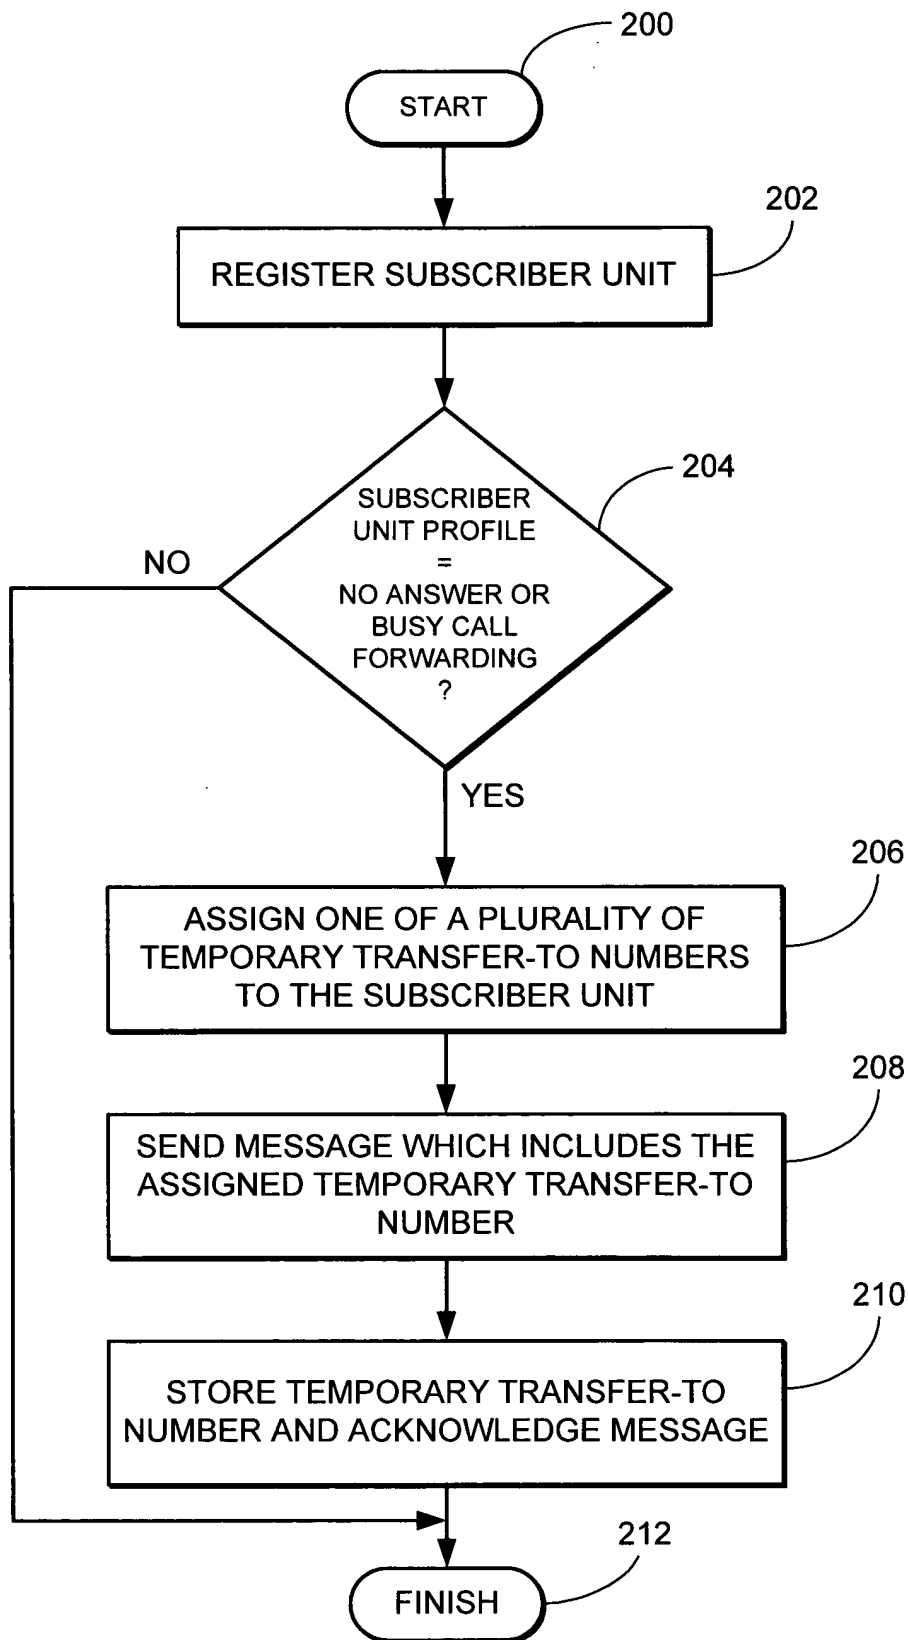 200
START
202
REGISTER SUBSCRIBER UNIT
204
SUBSCRIBER
UNIT PROFILE
=
NO ANSWER OR
BUSY CALL
FORWARDING
?
NO
YES
206
ASSIGN ONE OF A PLURALITY OF
TEMPORARY TRANSFER-TO NUMBERS
TO THE SUBSCRIBER UNIT
208
SEND MESSAGE WHICH INCLUDES THE
ASSIGNED TEMPORARY TRANSFER-TO
NUMBER
210
STORE TEMPORARY TRANSFER-TO
NUMBER AND ACKNOWLEDGE MESSAGE
212
FINISH